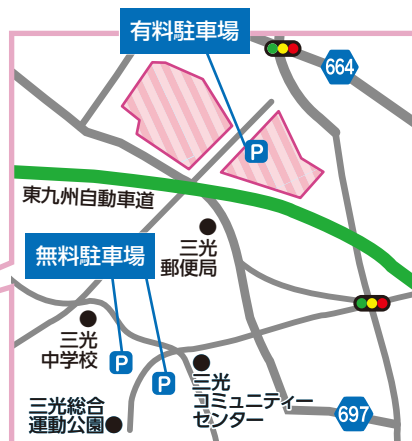 有料駐車場
664
P
東九州自動車道
三光
郵便局
無料駐車場
三光
中学校
P
P
三光
コミュニティー
センター
三光総合
運動公園
697